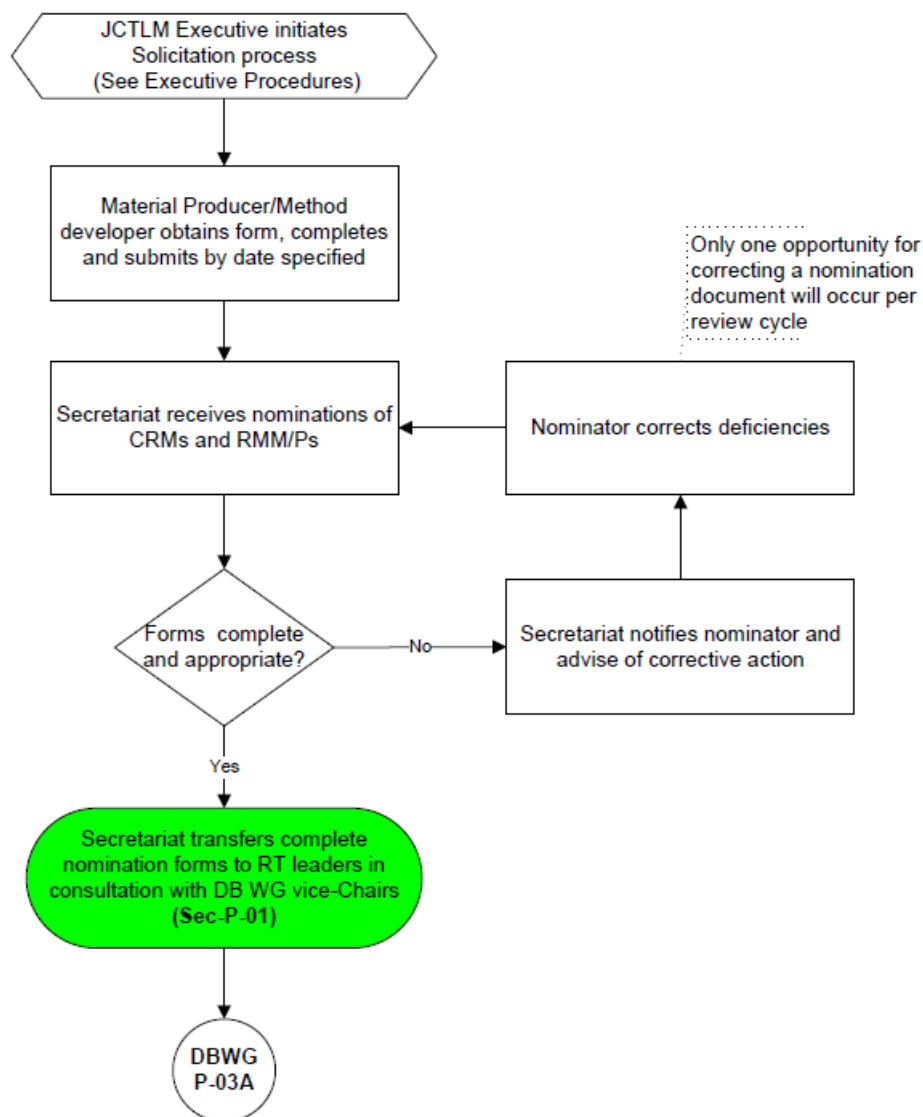 JCTLM Executive initiates
Solicitation process
(See Executive Procedures)
Material Producer/Method
developer obtains form, completes
and submits by date specified
Only one opportunity for
correcting a nomination
document will occur per
review cycle
Secretariat receives nominations of
CRMs and RMM/Ps
Nominator corrects deficiencies
Forms complete
and appropriate?
No
Secretariat notifies nominator and
advise of corrective action
Yes
Secretariat transfers complete
nomination forms to RT leaders in
consultation with DB WG vice-Chairs
(Sec-P-01)
DBWG
P-03A